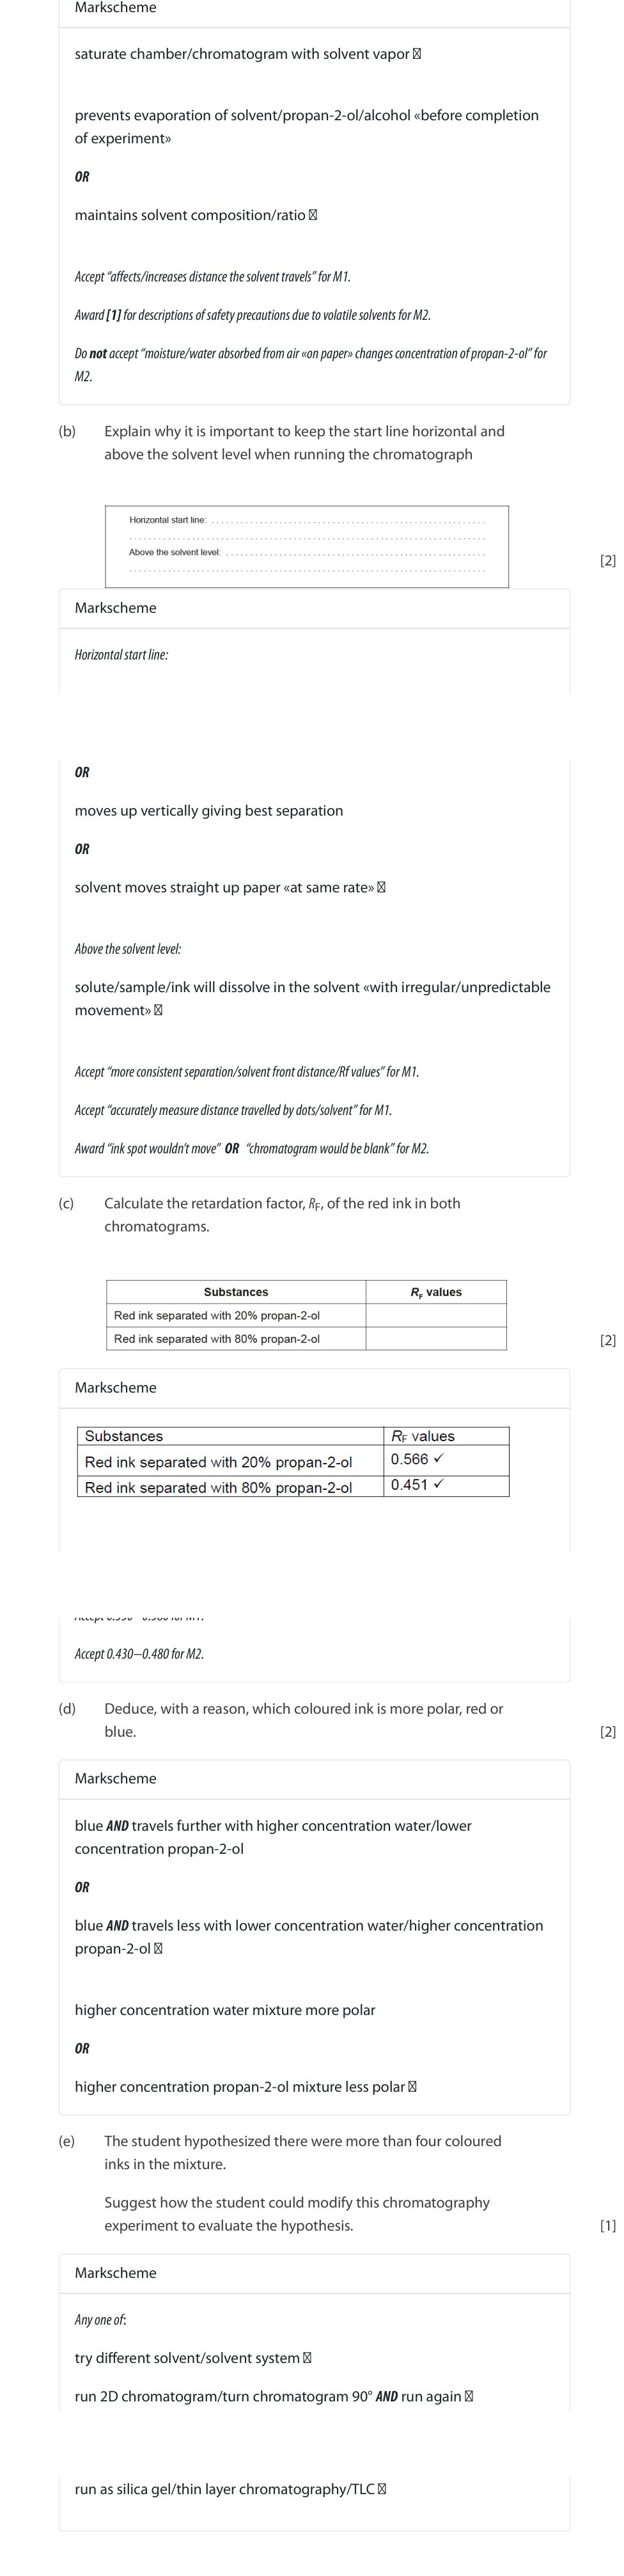 Markscheme
saturate chamber/chromatogram with solvent vapor
prevents evaporation of solvent/propan-2-ol/alcohol «before completion
of experiment»
OR
maintains solvent composition/ratio
Accept “affects/increases distance the solvent travels” for M1.
Award [1] for descriptions of safety precautions due to volatile solvents for M2.
Do not accept “moisture/water absorbed from air «on paper» changes concentration of propan-2-ol” for
M2.
(b) Explain why it is important to keep the start line horizontal and
above the solvent level when running the chromatograph
Horizontal start line:
Above the solvent level:
[2]
Markscheme
Horizontal start line:
OR
moves up vertically giving best separation
OR
solvent moves straight up paper «at same rate»
Above the solvent level:
solute/sample/ink will dissolve in the solvent «with irregular/unpredictable
movement»
Accept “more consistent separation/solvent front distance/Rf values” for M1.
Accept “accurately measure distance travelled by dots/solvent” for M1.
Award “ink spot wouldn’t move” OR “chromatogram would be blank” for M2.
(c) Calculate the retardation factor, RF, of the red ink in both
chromatograms.
Substances RF values
Red ink separated with 20% propan-2-ol
Red ink separated with 80% propan-2-ol
[2]
Markscheme
Substances RF values
Red ink separated with 20% propan-2-ol 0.566 ✓
Red ink separated with 80% propan-2-ol 0.451 ✓
Accept 0.430–0.480 for M2.
(d) Deduce, with a reason, which coloured ink is more polar, red or
blue. [2]
Markscheme
blue AND travels further with higher concentration water/lower
concentration propan-2-ol
OR
blue AND travels less with lower concentration water/higher concentration
propan-2-ol
higher concentration water mixture more polar
OR
higher concentration propan-2-ol mixture less polar
(e) The student hypothesized there were more than four coloured
inks in the mixture.
Suggest how the student could modify this chromatography
experiment to evaluate the hypothesis. [1]
Markscheme
Any one of:
try different solvent/solvent system
run 2D chromatogram/turn chromatogram 90° AND run again
run as silica gel/thin layer chromatography/TLC